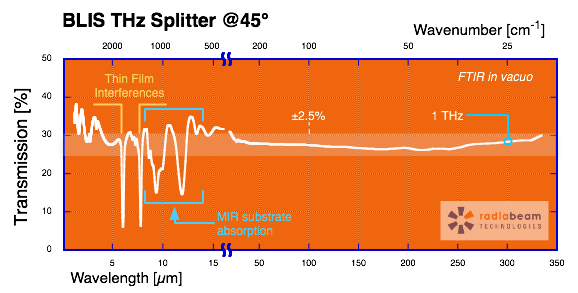 BLIS THz Splitter @45°
Wavenumber [cm⁻¹]
2000 1000 500 200 100 50 25
Transmission [%]
50
40
30
20
10
0
Thin Film
Interferences
FTIR in vacuo
±2.5%
1 THz
MIR substrate
absorption
radiabeam
TECHNOLOGIES
5 10 15 50 100 150 200 250 300 350
Wavelength [µm]